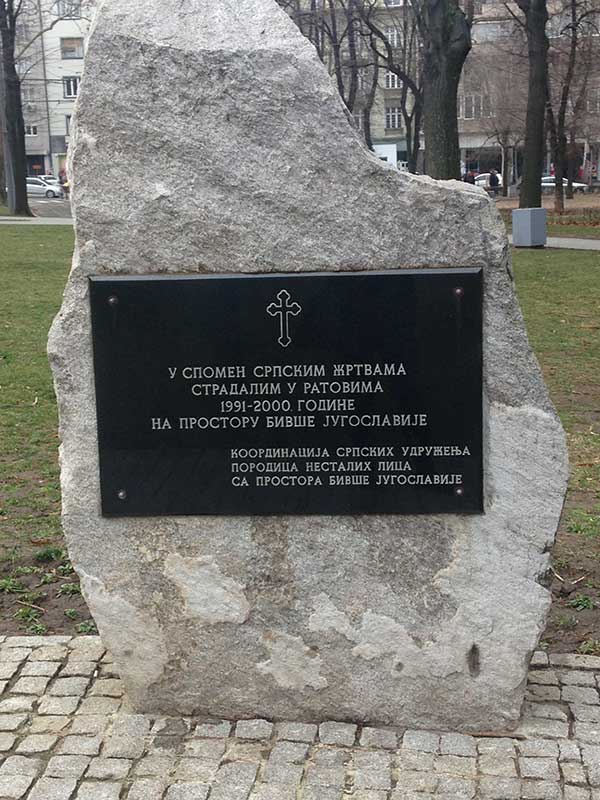 У СПОМЕН СРПСКИМ ЖРТВАМА
СТРАДАЛИМ У РАТОВИМА
1991-2000. ГОДИНЕ
НА ПРОСТОРУ БИВШЕ ЈУГОСЛАВИЈЕ
КООРДИНАЦИЈА СРПСКИХ УДРУЖЕЊА
ПОРОДИЦА НЕСТАЛИХ ЛИЦА
СА ПРОСТОРА БИВШЕ ЈУГОСЛАВИЈЕ